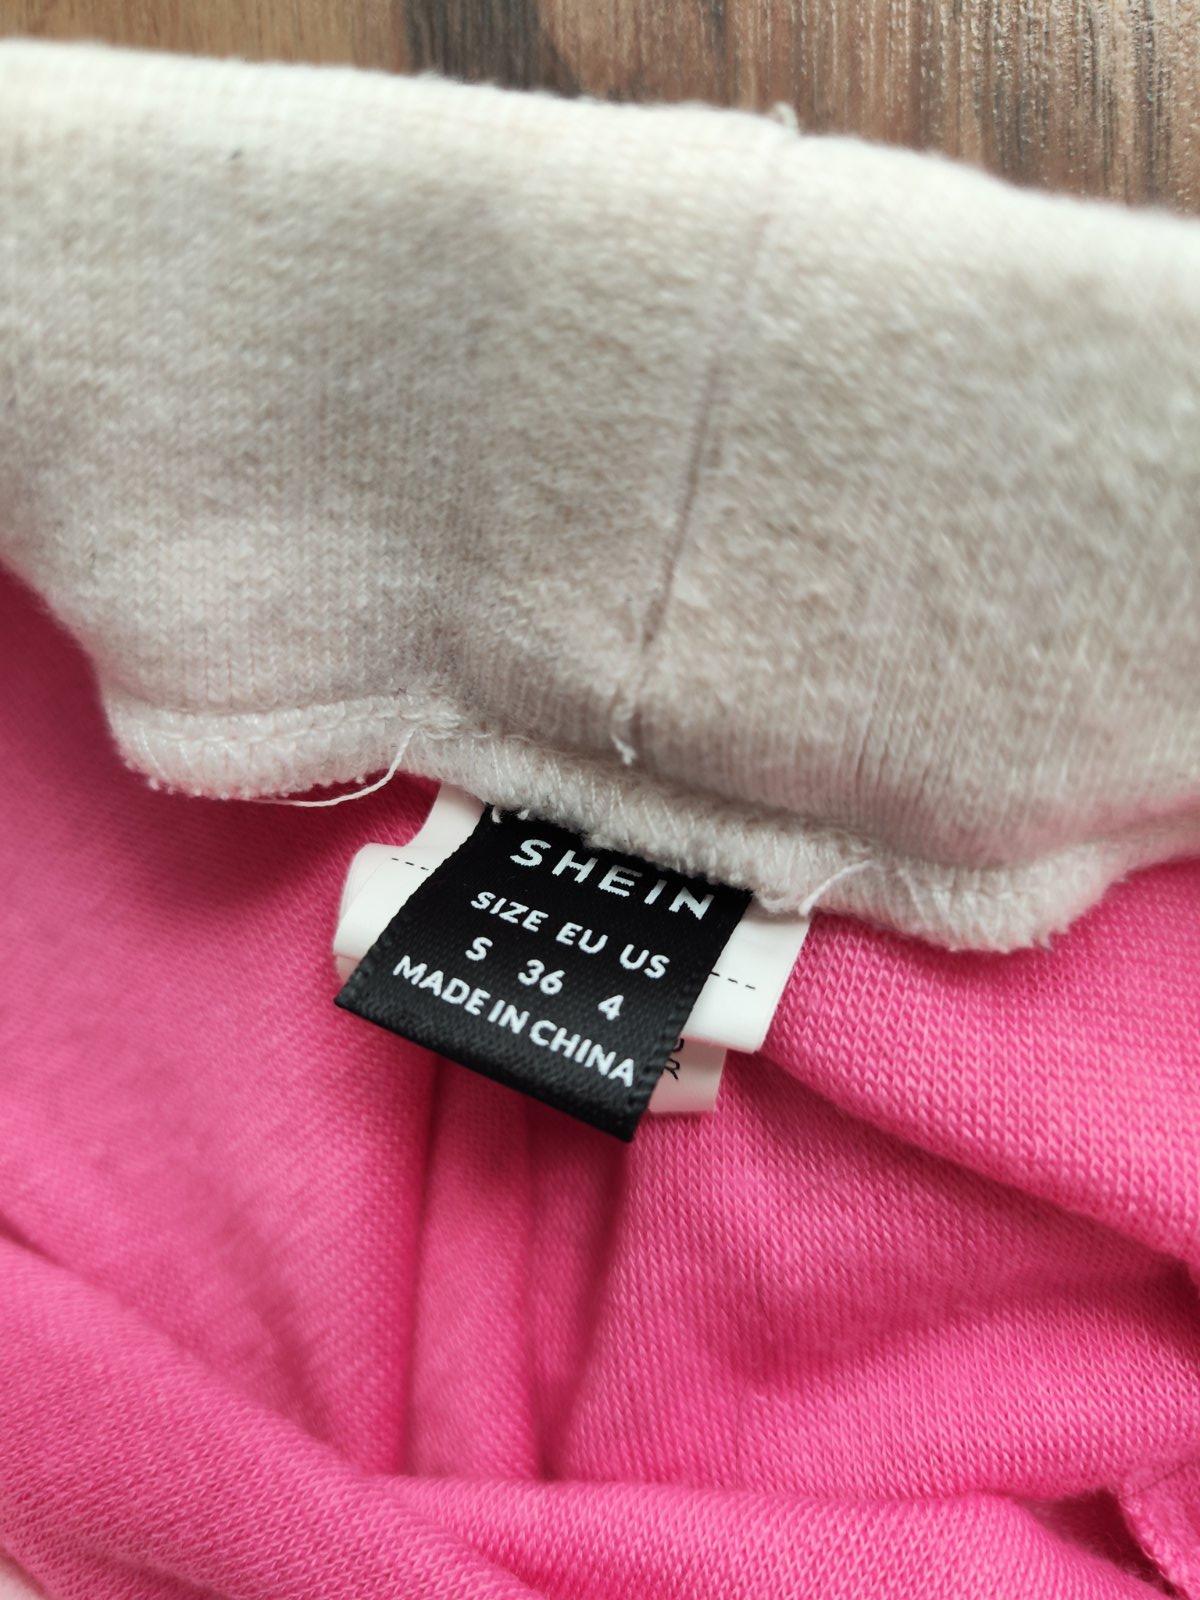 SHEIN
SIZE EU US
S 36 4
MADE IN CHINA